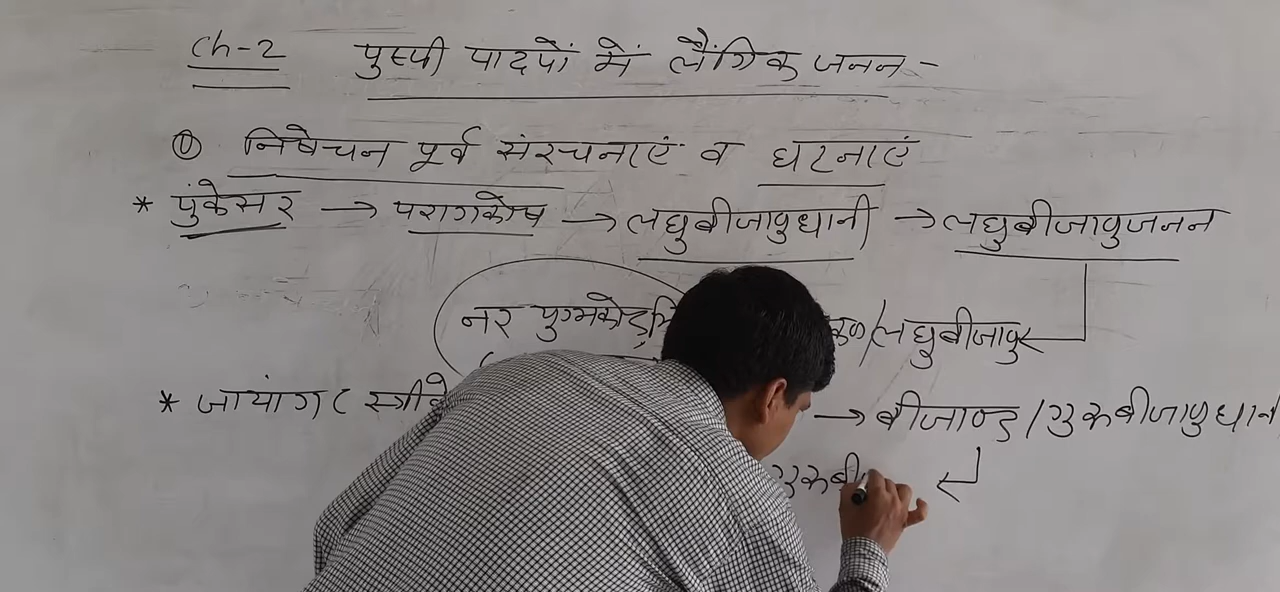 Ch-2 पुष्पी पादपों में लैंगिक जनन -
① निषेचन पूर्व संरचनाएं व घटनाएं
* पुंकेसर → परागकोष → लघुबीजाणुधानी → लघुबीजाणुजनन
नर युग्मकोद् /लघुबीजाणु ←
* जायांग ( स्त्रीके → बीजाण्ड /गुरुबीजाणुधानी
गुरुबी ↵